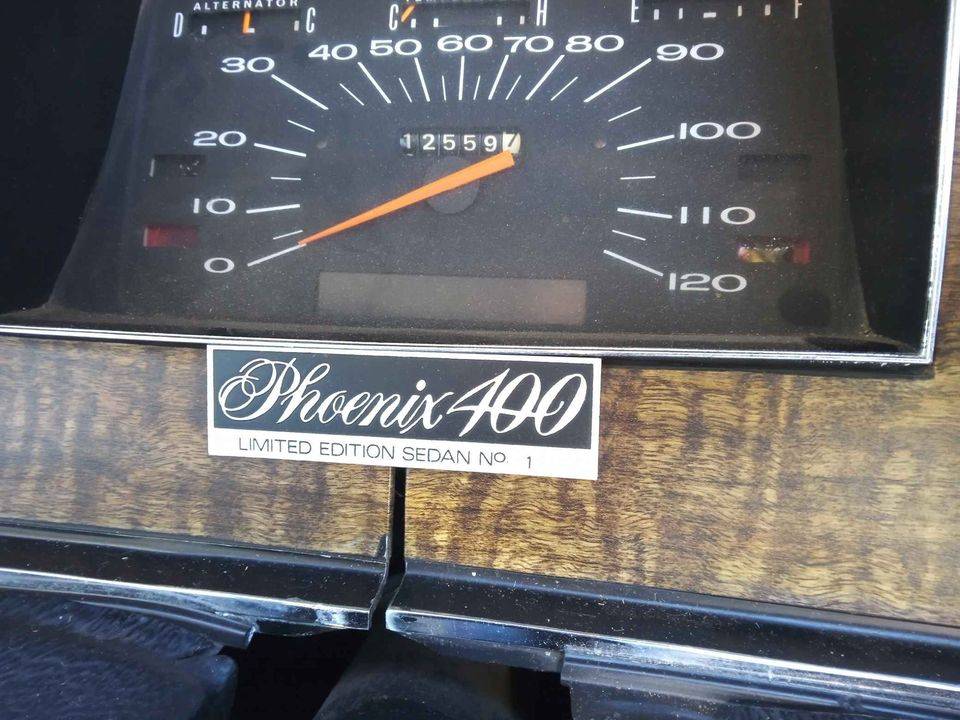 ALTERNATOR
D C C H E F
30 40 50 60 70 80 90
20 12559 100
10 110
0 120
Phoenix 400
LIMITED EDITION SEDAN Nº 1